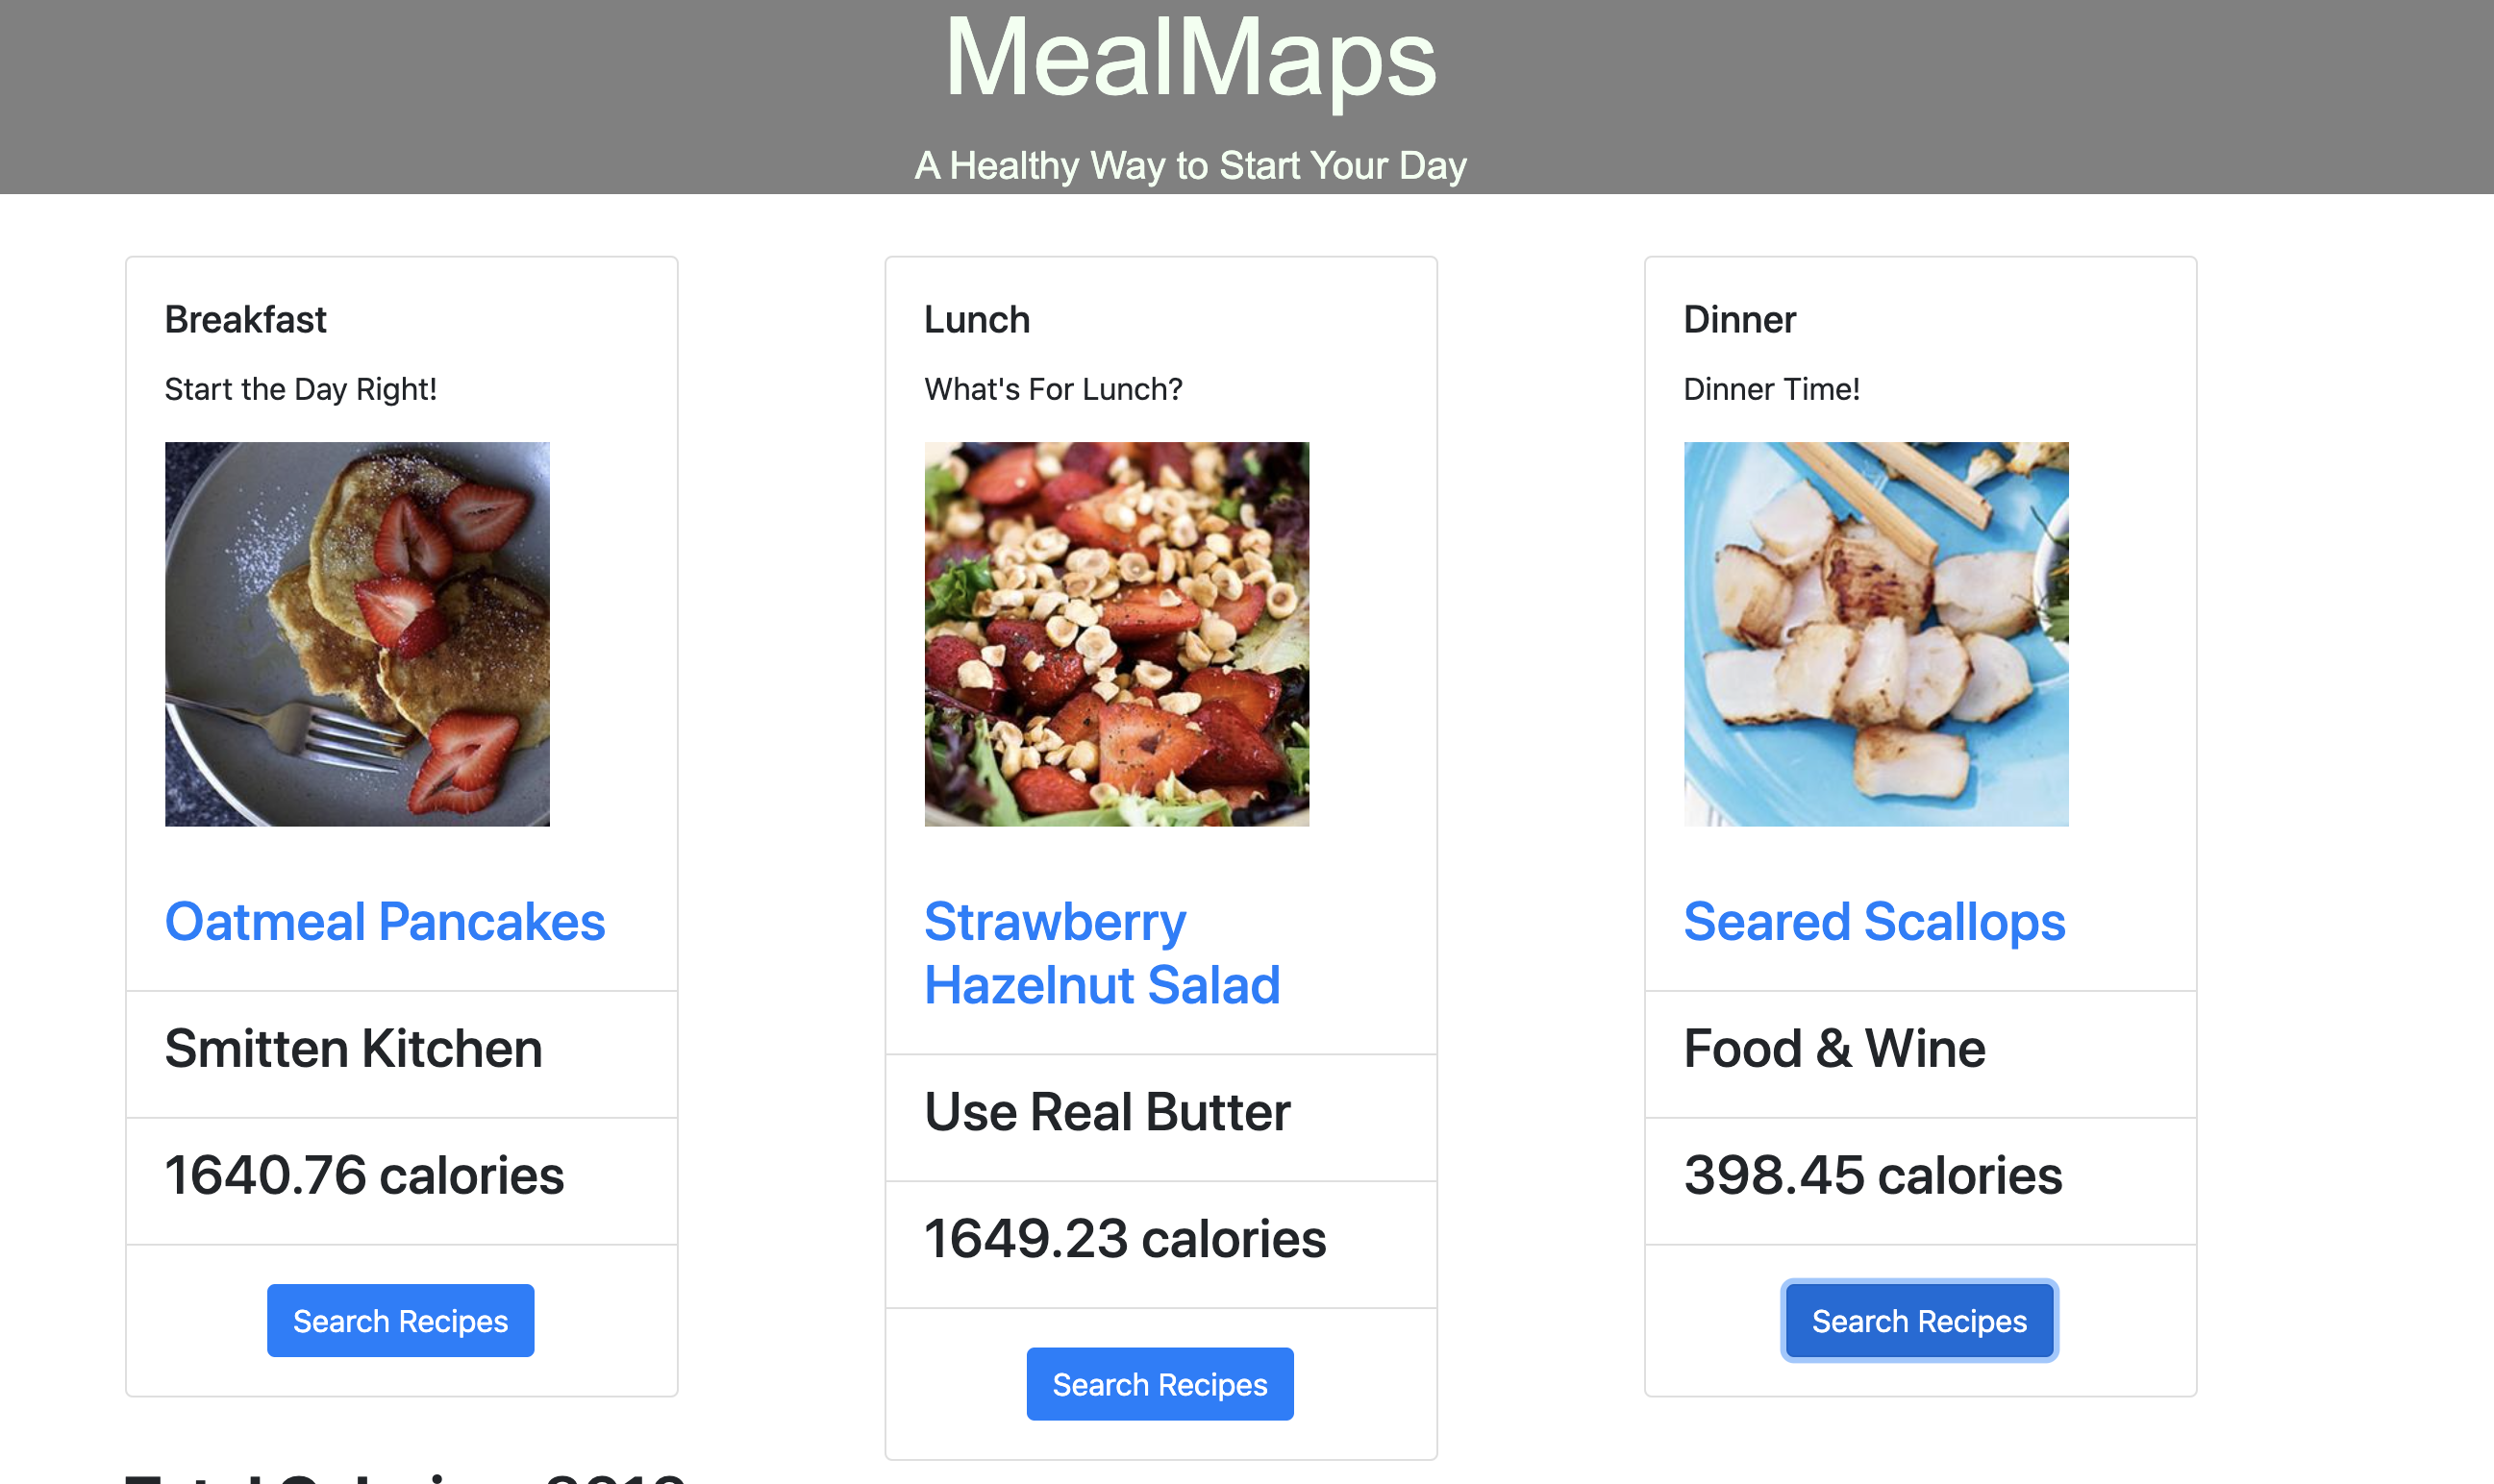 MealMaps
A Healthy Way to Start Your Day
Breakfast
Start the Day Right!
Oatmeal Pancakes
Smitten Kitchen
1640.76 calories
Search Recipes
Lunch
What's For Lunch?
Strawberry
Hazelnut Salad
Use Real Butter
1649.23 calories
Search Recipes
Dinner
Dinner Time!
Seared Scallops
Food & Wine
398.45 calories
Search Recipes